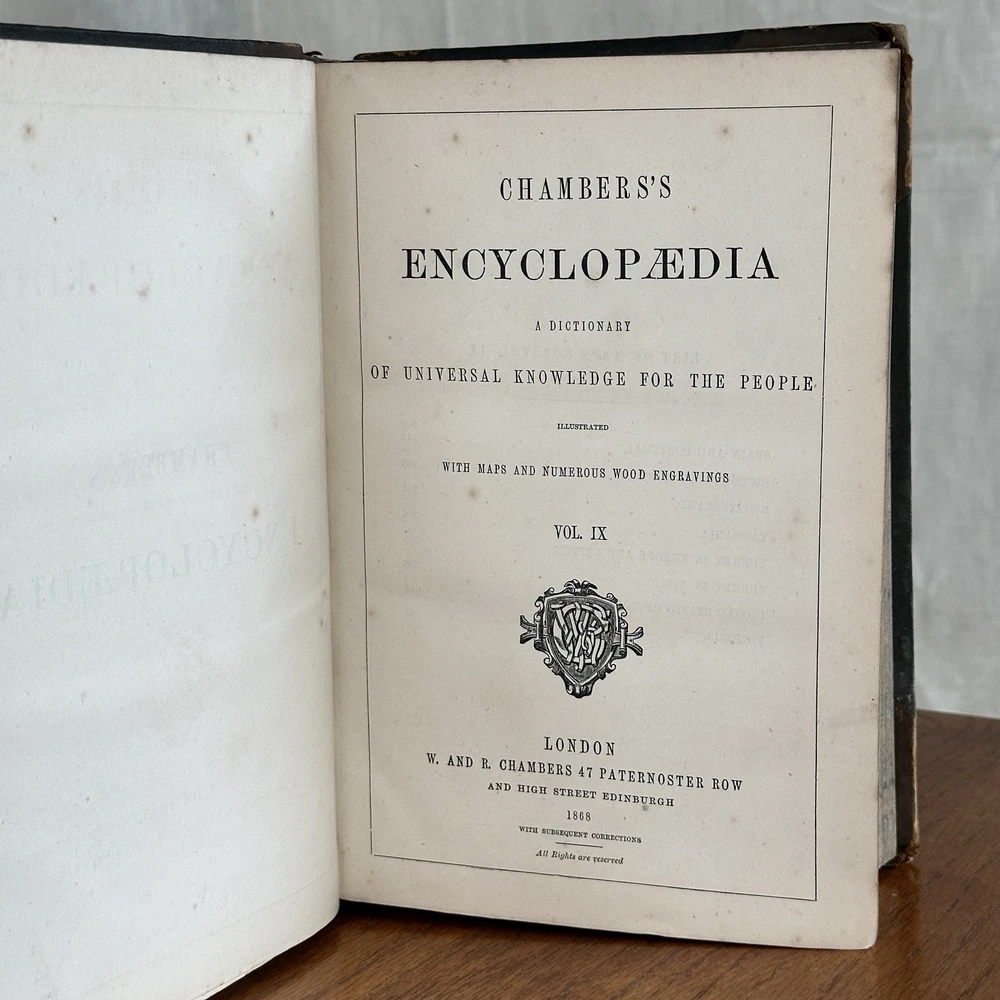 CHAMBERS'S
ENCYCLOPÆDIA
A DICTIONARY
OF UNIVERSAL KNOWLEDGE FOR THE PEOPLE
ILLUSTRATED
WITH MAPS AND NUMEROUS WOOD ENGRAVINGS
VOL. IX
LONDON
W. AND R. CHAMBERS 47 PATERNOSTER ROW
AND HIGH STREET EDINBURGH
1868
WITH SUBSEQUENT CORRECTIONS
All Rights are reserved